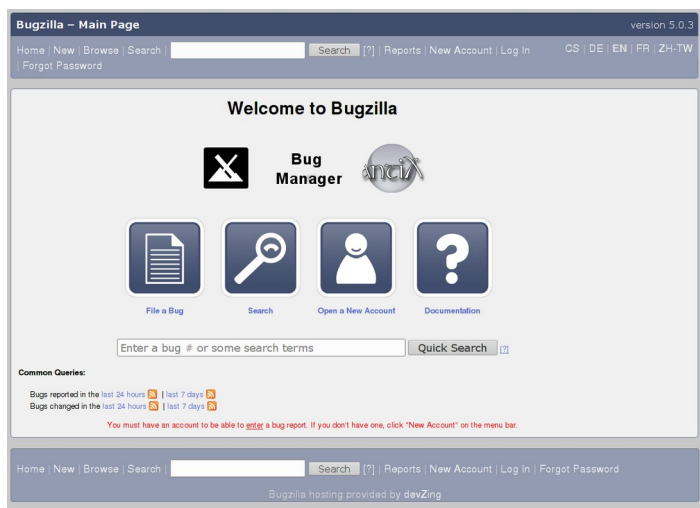 Bugzilla – Main Page
version 5.0.3
Home | New | Browse | Search | Search [?] | Reports | New Account | Log In
| Forgot Password
CS | DE | EN | FR | ZH-TW
Welcome to Bugzilla
Bug
Manager
antiX
File a Bug
Search
Open a New Account
Documentation
Enter a bug # or some search terms
Quick Search [?]
Common Queries:
Bugs reported in the last 24 hours | last 7 days
Bugs changed in the last 24 hours | last 7 days
You must have an account to be able to enter a bug report. If you don't have one, click "New Account" on the menu bar.
Home | New | Browse | Search | Search [?] | Reports | New Account | Log In | Forgot Password
Bugzilla hosting provided by devZing